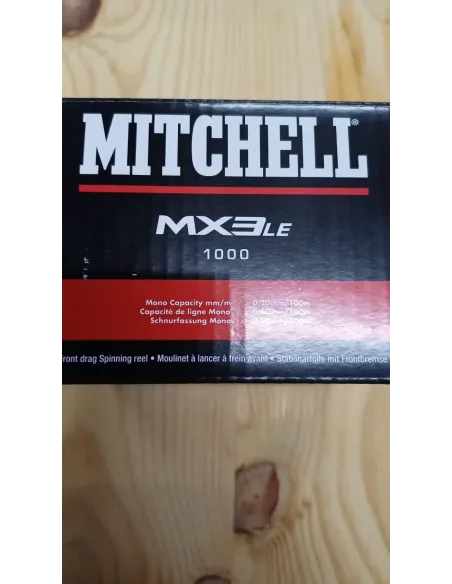 MITCHELL®
MX3LE
1000
Mono Capacity mm/m
Capacité de ligne Mono
Schnurfassung Mono
front drag Spinning reel • Moulinet à lancer à frein avant • Stationärrolle mit Frontbremse